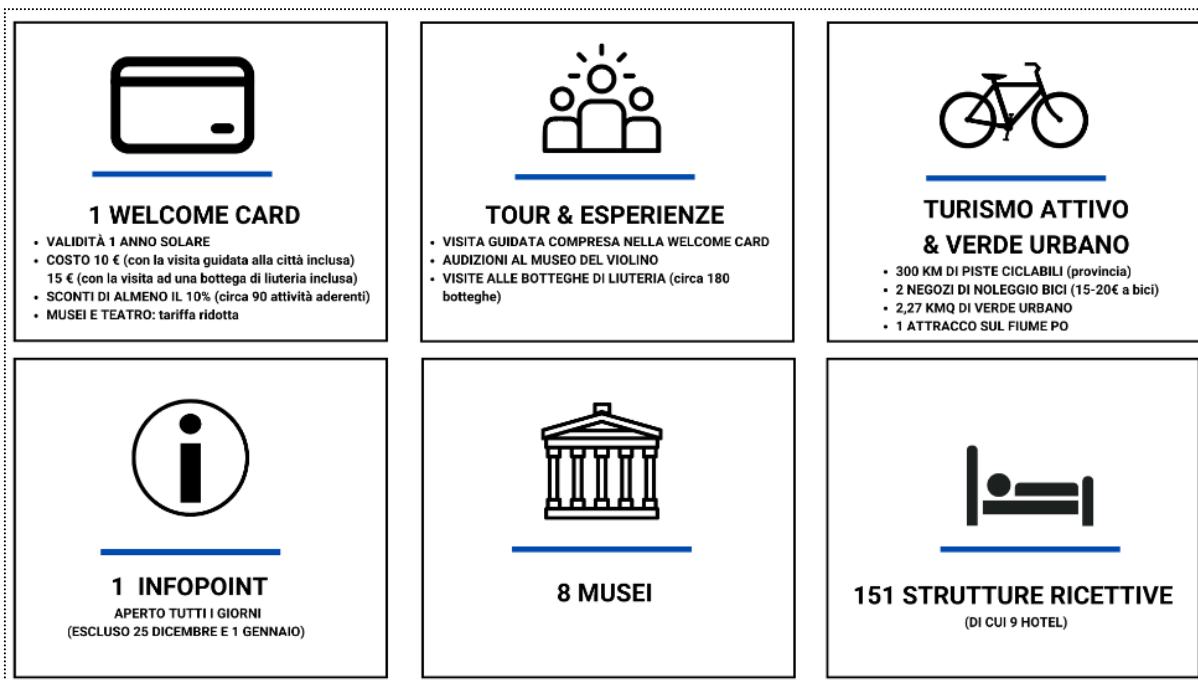 1 WELCOME CARD
• VALIDITÀ 1 ANNO SOLARE
• COSTO 10 € (con la visita guidata alla città inclusa)
15 € (con la visita ad una bottega di liuteria inclusa)
• SCONTI DI ALMENO IL 10% (circa 90 attività aderenti)
• MUSEI E TEATRO: tariffa ridotta
TOUR & ESPERIENZE
• VISITA GUIDATA COMPRESA NELLA WELCOME CARD
• AUDIZIONI AL MUSEO DEL VIOLINO
• VISITE ALLE BOTTEGHE DI LIUTERIA (circa 180
botteghe)
TURISMO ATTIVO
& VERDE URBANO
• 300 KM DI PISTE CICLABILI (provincia)
• 2 NEGOZI DI NOLEGGIO BICI (15-20€ a bici)
• 2,27 KMQ DI VERDE URBANO
• 1 ATTRACCO SUL FIUME PO
1 INFOPOINT
APERTO TUTTI I GIORNI
(ESCLUSO 25 DICEMBRE E 1 GENNAIO)
8 MUSEI
151 STRUTTURE RICETTIVE
(DI CUI 9 HOTEL)